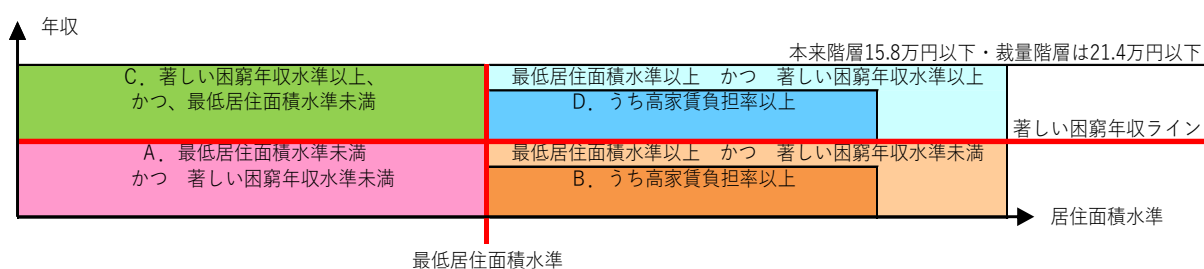 年収
本来階層15.8万円以下・裁量階層は21.4万円以下
C．著しい困窮年収水準以上、
かつ、最低居住面積水準未満
最低居住面積水準以上　かつ　著しい困窮年収水準以上
D．うち高家賃負担率以上
著しい困窮年収ライン
A．最低居住面積水準未満
かつ　著しい困窮年収水準未満
最低居住面積水準以上　かつ　著しい困窮年収水準未満
B．うち高家賃負担率以上
居住面積水準
最低居住面積水準